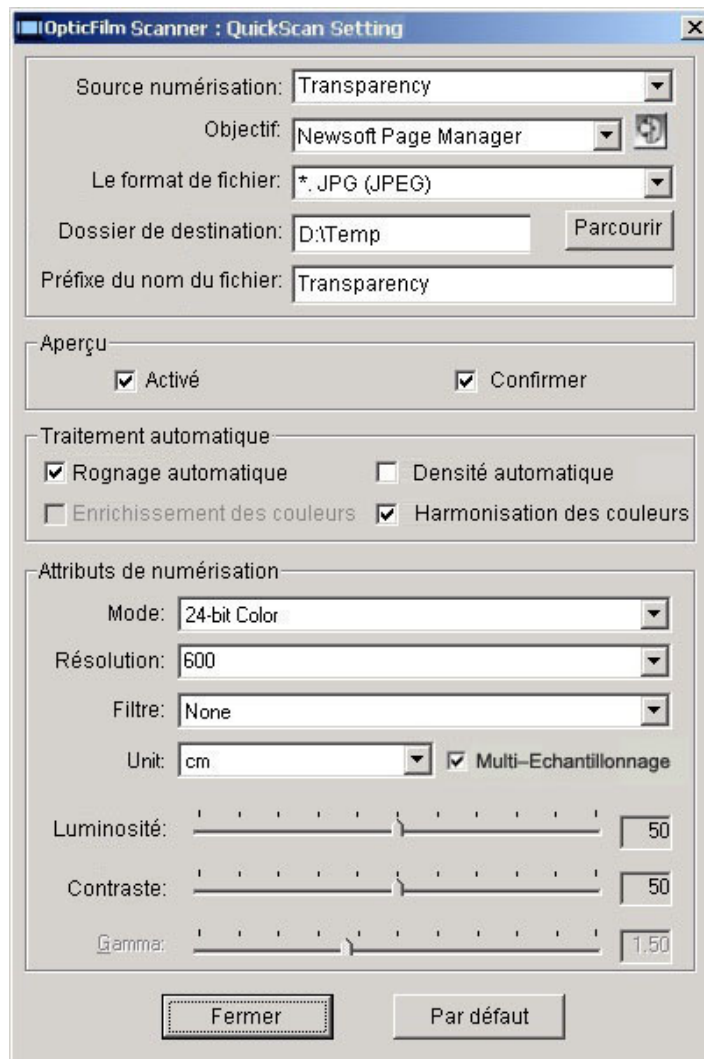 OpticFilm Scanner : QuickScan Setting
Source numérisation: Transparency
Objectif: Newsoft Page Manager
Le format de fichier: *. JPG (JPEG)
Dossier de destination: D:\Temp Parcourir
Préfixe du nom du fichier: Transparency
Aperçu
Activé Confirmer
Traitement automatique
Rognage automatique Densité automatique
Enrichissement des couleurs Harmonisation des couleurs
Attributs de numérisation
Mode: 24-bit Color
Résolution: 600
Filtre: None
Unit: cm Multi–Echantillonnage
Luminosité: 50
Contraste: 50
Gamma: 1.50
Fermer Par défaut